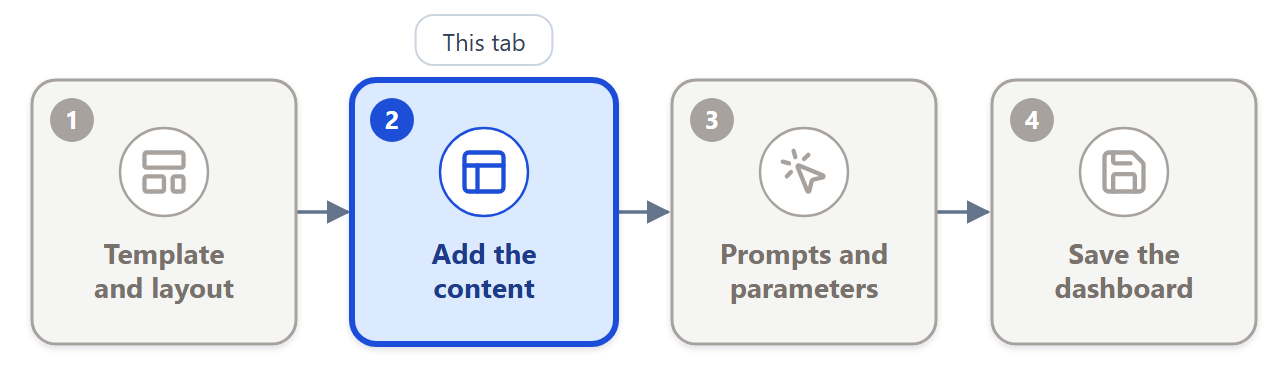 This tab
1
Template
and layout
2
Add the
content
3
Prompts and
parameters
4
Save the
dashboard